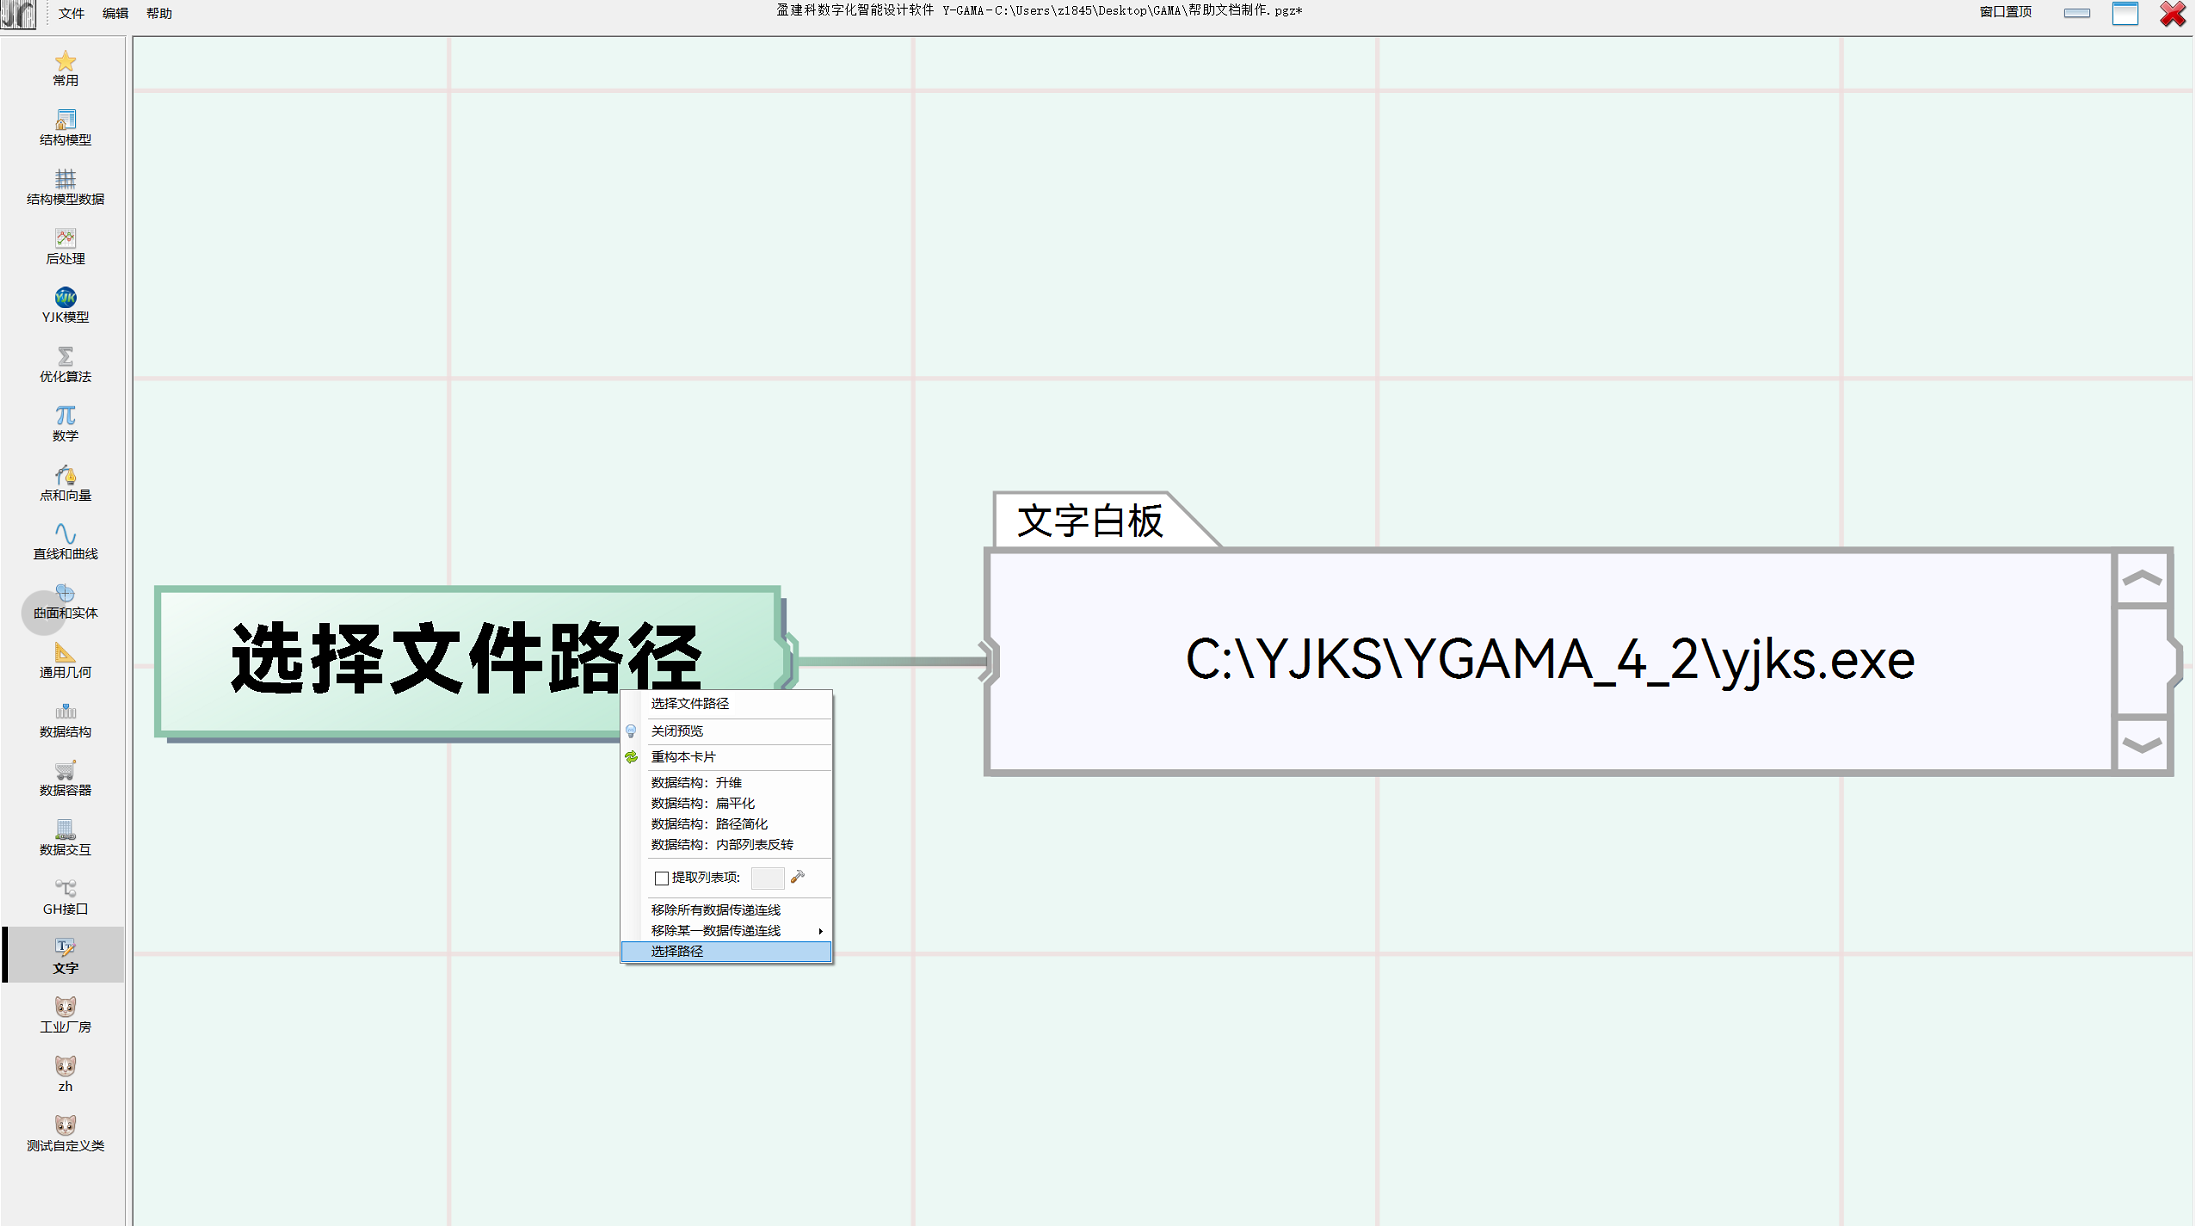 文件 编辑 帮助
盈建科数字化智能设计软件 Y-GAMA-C:\Users\z1845\Desktop\GAMA\帮助文档制作.pgz*
窗口置顶
常用
结构模型
结构模型数据
后处理
YJK
YJK模型
优化算法
数学
点和向量
直线和曲线
曲面和实体
通用几何
数据结构
数据容器
数据交互
GH接口
文字
工业厂房
zh
测试自定义类
选择文件路径
文字白板
C:\YJKS\YGAMA_4_2\yjks.exe
选择文件路径
关闭预览
重构本卡片
数据结构：升维
数据结构：扁平化
数据结构：路径简化
数据结构：内部列表反转
提取列表项:
移除所有数据传递连线
移除某一数据传递连线
选择路径